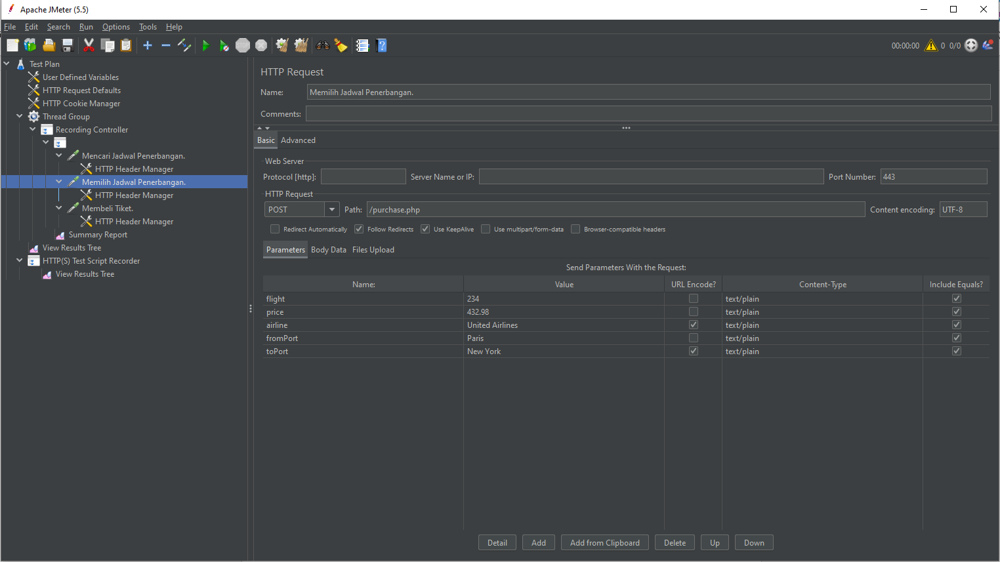 Apache JMeter (5.5)
File Edit Search Run Options Tools Help
STOP
00:00:00 0 0/0
Test Plan
User Defined Variables
HTTP Request Defaults
HTTP Cookie Manager
Thread Group
Recording Controller
Mencari Jadwal Penerbangan.
HTTP Header Manager
Memilih Jadwal Penerbangan.
HTTP Header Manager
Membeli Tiket.
HTTP Header Manager
Summary Report
View Results Tree
HTTP(S) Test Script Recorder
View Results Tree
HTTP Request
Name: Memilih Jadwal Penerbangan.
Comments:
Basic Advanced
Web Server
Protocol [http]: Server Name or IP: Port Number: 443
HTTP Request
POST Path: /purchase.php Content encoding: UTF-8
Redirect Automatically Follow Redirects Use KeepAlive Use multipart/form-data Browser-compatible headers
Parameters Body Data Files Upload
Send Parameters With the Request:
Name: Value URL Encode? Content-Type Include Equals?
flight 234 text/plain
price 432.98 text/plain
airline United Airlines text/plain
fromPort Paris text/plain
toPort New York text/plain
Detail Add Add from Clipboard Delete Up Down